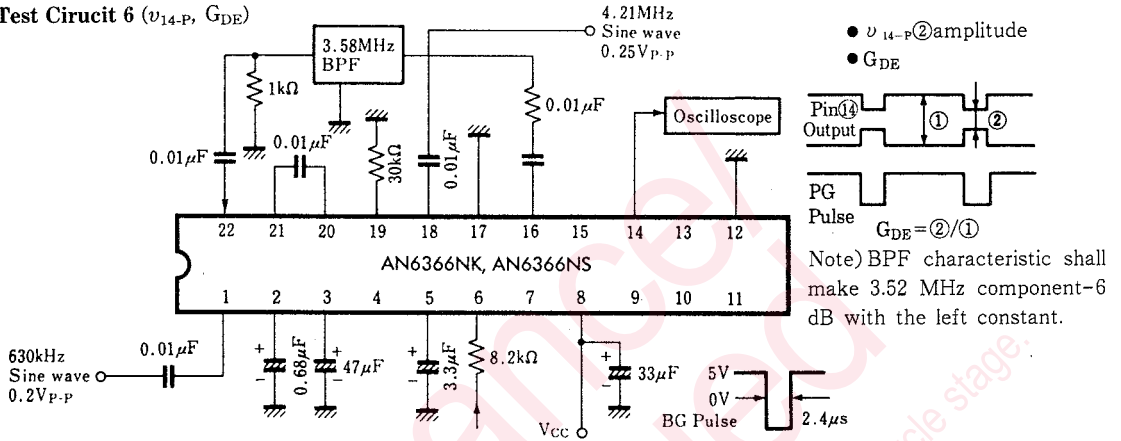 Test Cirucit 6 (υ14-P, GDE)
4.21MHz
Sine wave
0.25VP-P
● υ 14-P②amplitude
● GDE
3.58MHz
BPF
1kΩ
0.01μF
0.01μF
0.01μF
30kΩ
0.01μF
Oscilloscope
Pin⑭
Output
①
②
PG
Pulse
GDE=②/①
22 21 20 19 18 17 16 15 14 13 12
AN6366NK, AN6366NS
1 2 3 4 5 6 7 8 9 10 11
Note) BPF characteristic shall
make 3.52 MHz component-6
dB with the left constant.
630kHz
Sine wave
0.2VP-P
0.01μF
+
-
0.68μF
+
-
47μF
+
-
3.3μF
8.2kΩ
+
-
33μF
VCC
5V
0V
BG Pulse
2.4μs
ance/
ed
cle stage.